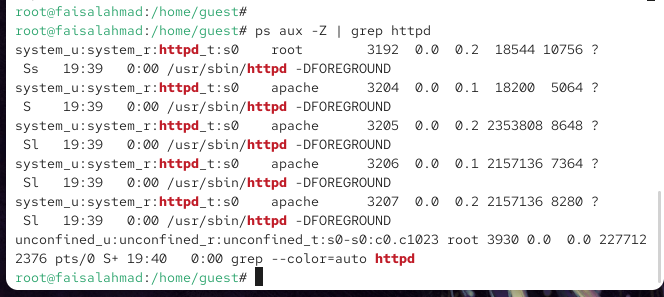 root@faisalahmad:/home/guest#
root@faisalahmad:/home/guest# ps aux -Z | grep httpd
system_u:system_r:httpd_t:s0    root        3192  0.0  0.2  18544 10756 ?
 Ss   19:39   0:00 /usr/sbin/httpd -DFOREGROUND
system_u:system_r:httpd_t:s0    apache      3204  0.0  0.1  18200  5064 ?
 S    19:39   0:00 /usr/sbin/httpd -DFOREGROUND
system_u:system_r:httpd_t:s0    apache      3205  0.0  0.2 2353808 8648 ?
 Sl   19:39   0:00 /usr/sbin/httpd -DFOREGROUND
system_u:system_r:httpd_t:s0    apache      3206  0.0  0.1 2157136 7364 ?
 Sl   19:39   0:00 /usr/sbin/httpd -DFOREGROUND
system_u:system_r:httpd_t:s0    apache      3207  0.0  0.2 2157136 8280 ?
 Sl   19:39   0:00 /usr/sbin/httpd -DFOREGROUND
unconfined_u:unconfined_r:unconfined_t:s0-s0:c0.c1023 root 3930 0.0  0.0 227712
2376 pts/0 S+ 19:40   0:00 grep --color=auto httpd
root@faisalahmad:/home/guest#